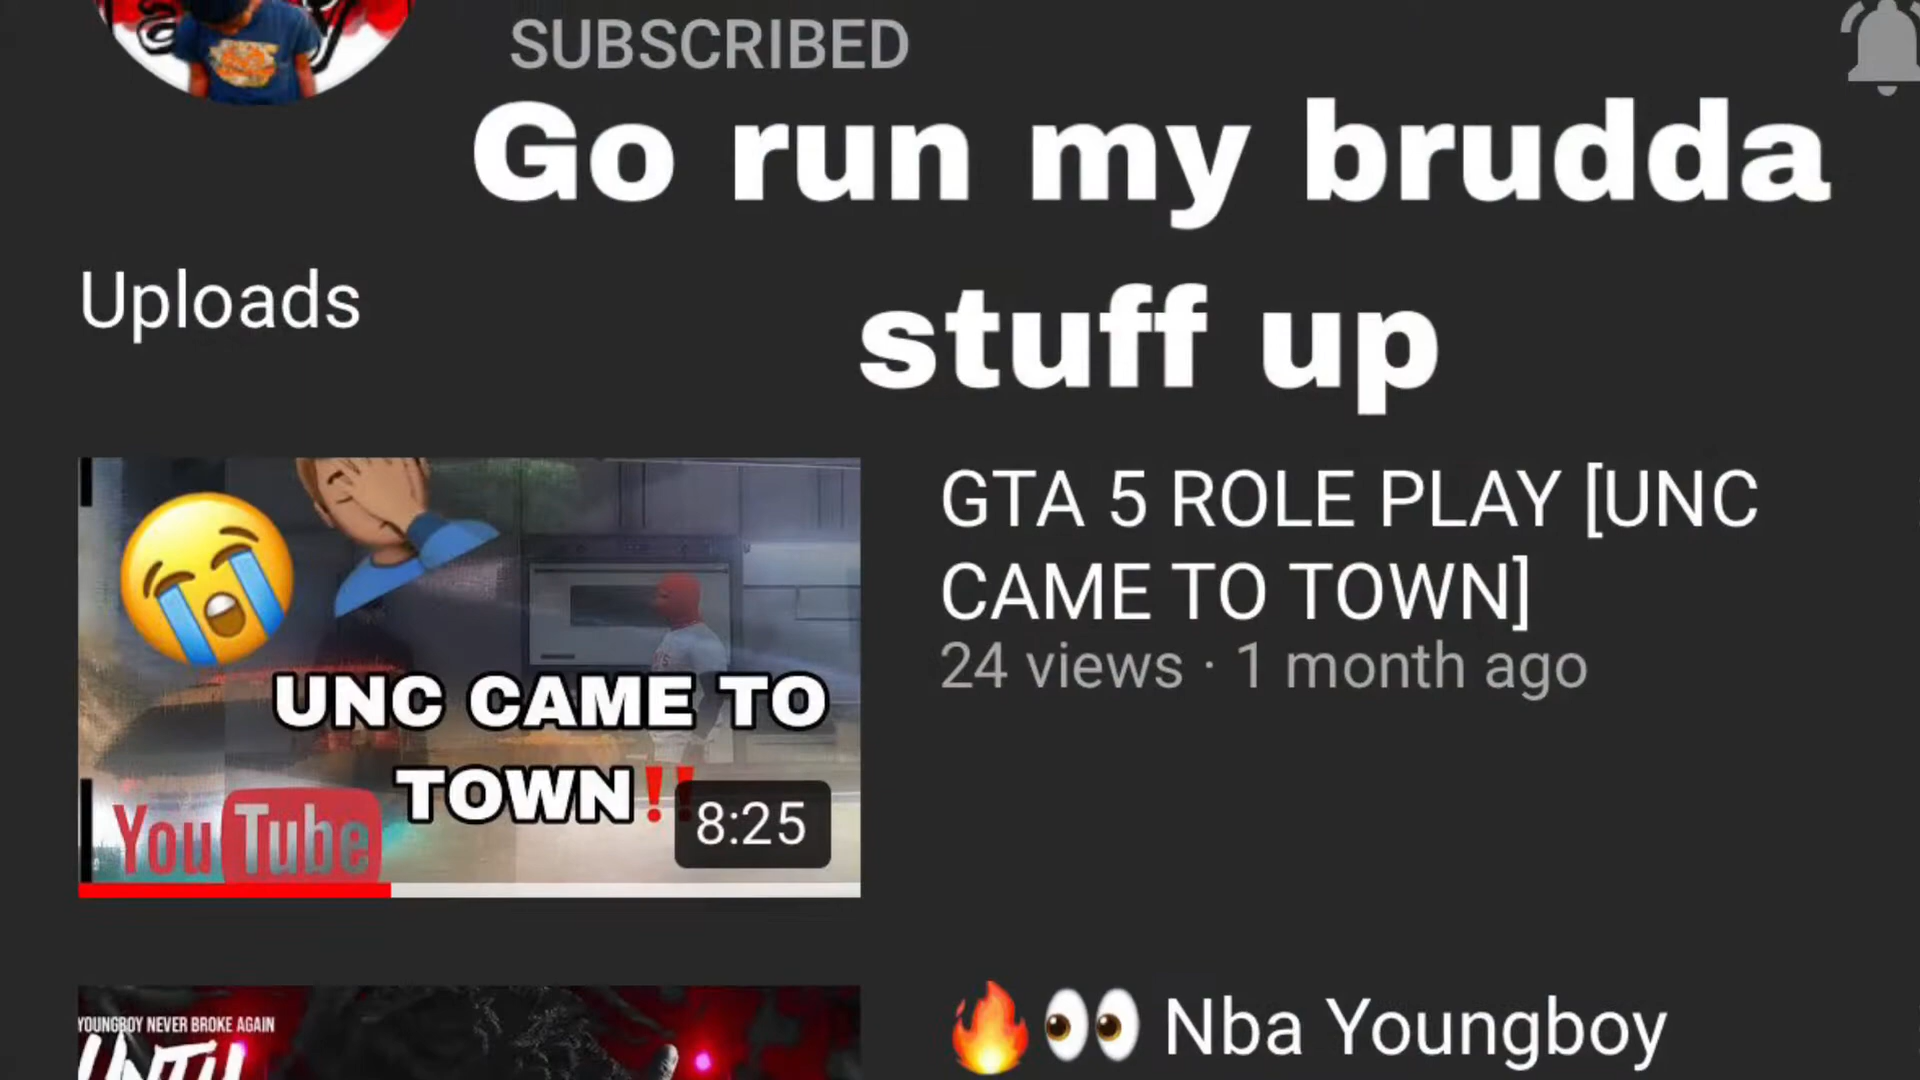 SUBSCRIBED
Go run my brudda
stuff up
Uploads
GTA 5 ROLE PLAY [UNC
CAME TO TOWN]
24 views · 1 month ago
UNC CAME TO
TOWN‼
YouTube
8:25
🔥👀 Nba Youngboy
YOUNGBOY NEVER BROKE AGAIN